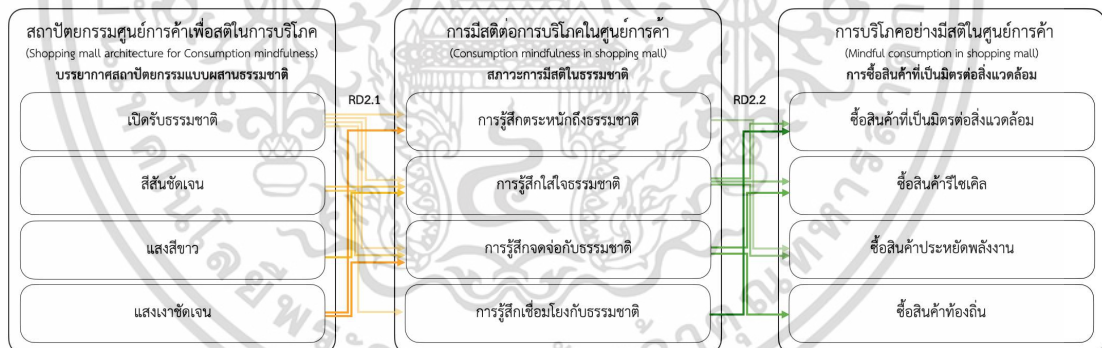 สถาปัตยกรรมศูนย์การค้าเพื่อสติในการบริโภค
(Shopping mall architecture for Consumption mindfulness)
บรรยากาศสถาปัตยกรรมแบบผสานธรรมชาติ
เปิดรับธรรมชาติ
สีสันชัดเจน
แสงสีขาว
แสงเงาชัดเจน
RD2.1
การมีสติต่อการบริโภคในศูนย์การค้า
(Consumption mindfulness in shopping mall)
สภาวะการมีสติในธรรมชาติ
การรู้สึกตระหนักถึงธรรมชาติ
การรู้สึกใส่ใจธรรมชาติ
การรู้สึกจดจ่อกับธรรมชาติ
การรู้สึกเชื่อมโยงกับธรรมชาติ
RD2.2
การบริโภคอย่างมีสติในศูนย์การค้า
(Mindful consumption in shopping mall)
การซื้อสินค้าที่เป็นมิตรต่อสิ่งแวดล้อม
ซื้อสินค้าที่เป็นมิตรต่อสิ่งแวดล้อม
ซื้อสินค้ารีไซเคิล
ซื้อสินค้าประหยัดพลังงาน
ซื้อสินค้าท้องถิ่น